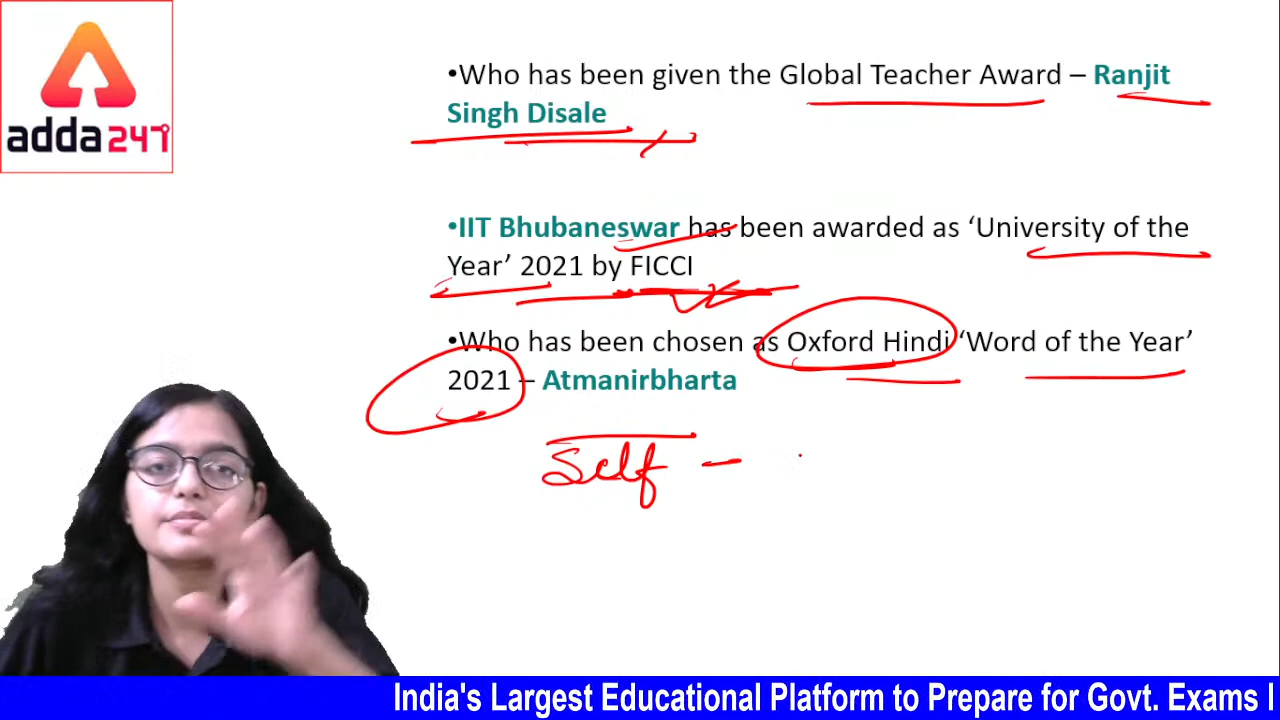 adda247
•Who has been given the Global Teacher Award – Ranjit
Singh Disale
•IIT Bhubaneswar has been awarded as ‘University of the
Year’ 2021 by FICCI
•Who has been chosen as Oxford Hindi ‘Word of the Year’
2021 – Atmanirbharta
Self –
India's Largest Educational Platform to Prepare for Govt. Exams I